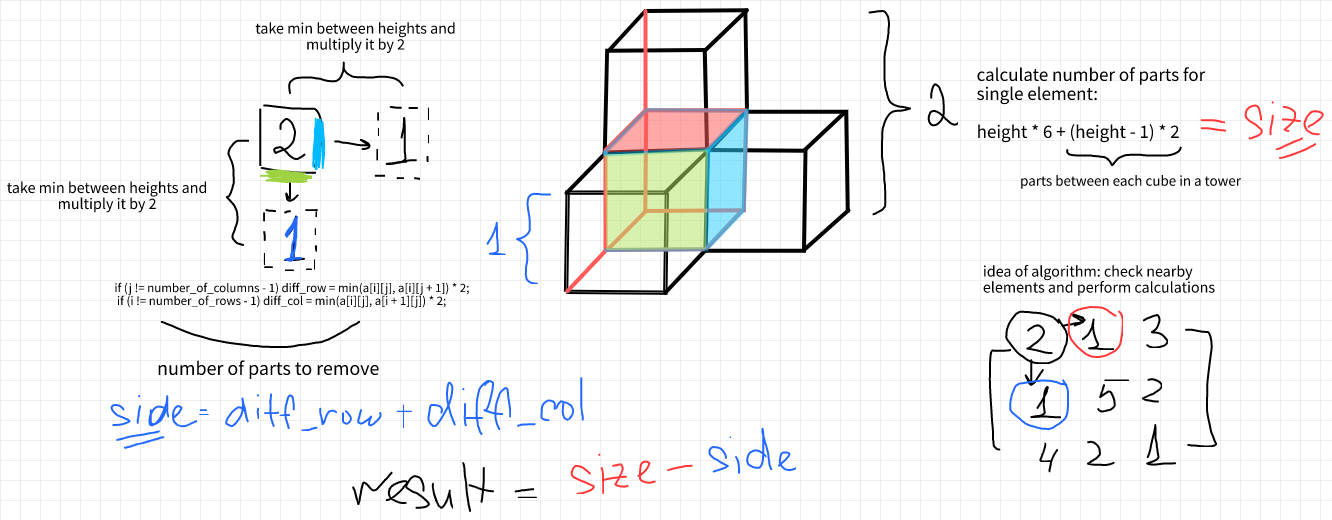 take min between heights and
multiply it by 2
2
1
take min between heights and
multiply it by 2
1
if (j != number_of_columns - 1) diff_row = min(a[i][j], a[i][j + 1]) * 2;
if (i != number_of_rows - 1) diff_col = min(a[i][j], a[i + 1][j]) * 2;
number of parts to remove
side = diff_row + diff_col
result = size - side
1
2
calculate number of parts for
single element:
height * 6 + (height - 1) * 2 = size
parts between each cube in a tower
idea of algorithm: check nearby
elements and perform calculations
2 1 3
1 5 2
4 2 1